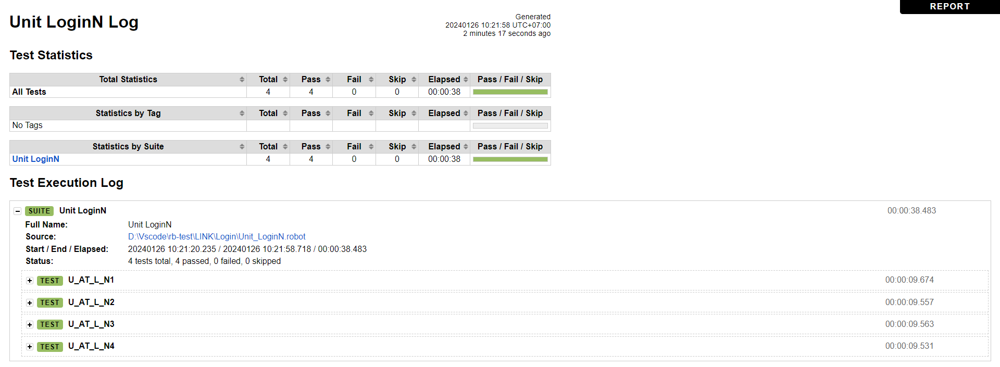 REPORT
Unit LoginN Log
Generated
20240126 10:21:58 UTC+07:00
2 minutes 17 seconds ago
Test Statistics
Total Statistics Total Pass Fail Skip Elapsed Pass / Fail / Skip
All Tests 4 4 0 0 00:00:38
Statistics by Tag Total Pass Fail Skip Elapsed Pass / Fail / Skip
No Tags
Statistics by Suite Total Pass Fail Skip Elapsed Pass / Fail / Skip
Unit LoginN 4 4 0 0 00:00:38
Test Execution Log
SUITE Unit LoginN 00:00:38.483
Full Name: Unit LoginN
Source: D:\Vscode\rb-test\LINK\Login\Unit_LoginN.robot
Start / End / Elapsed: 20240126 10:21:20.235 / 20240126 10:21:58.718 / 00:00:38.483
Status: 4 tests total, 4 passed, 0 failed, 0 skipped
TEST U_AT_L_N1 00:00:09.674
TEST U_AT_L_N2 00:00:09.557
TEST U_AT_L_N3 00:00:09.563
TEST U_AT_L_N4 00:00:09.531